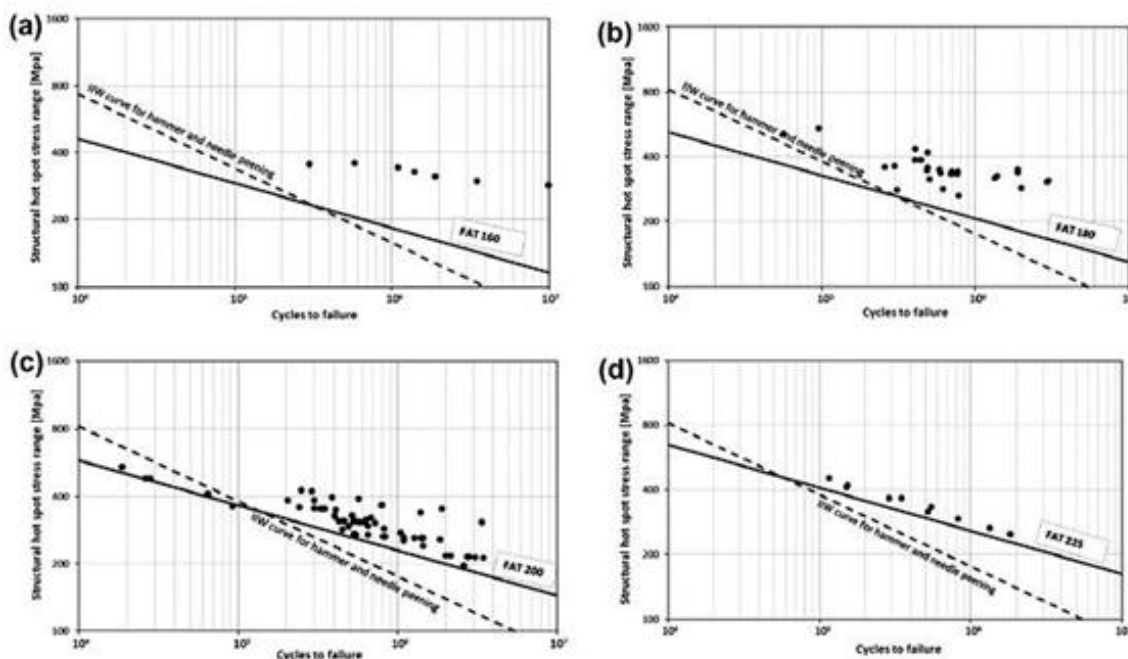 (a)
Structural hot spot stress range [Mpa]
1600
800
400
200
100
IIW curve for hammer and needle peening
FAT 160
10⁴
10⁵
10⁶
10⁷
Cycles to failure
(b)
Structural hot spot stress range [Mpa]
1600
800
400
200
100
IIW curve for hammer and needle peening
FAT 180
10⁴
10⁵
10⁶
Cycles to failure
(c)
Structural hot spot stress range [Mpa]
1600
800
400
200
100
IIW curve for hammer and needle peening
FAT 200
10⁴
10⁵
10⁶
10⁷
Cycles to failure
(d)
Structural hot spot stress range [Mpa]
1600
800
400
200
100
IIW curve for hammer and needle peening
FAT 225
10⁴
10⁵
10⁶
Cycles to failure